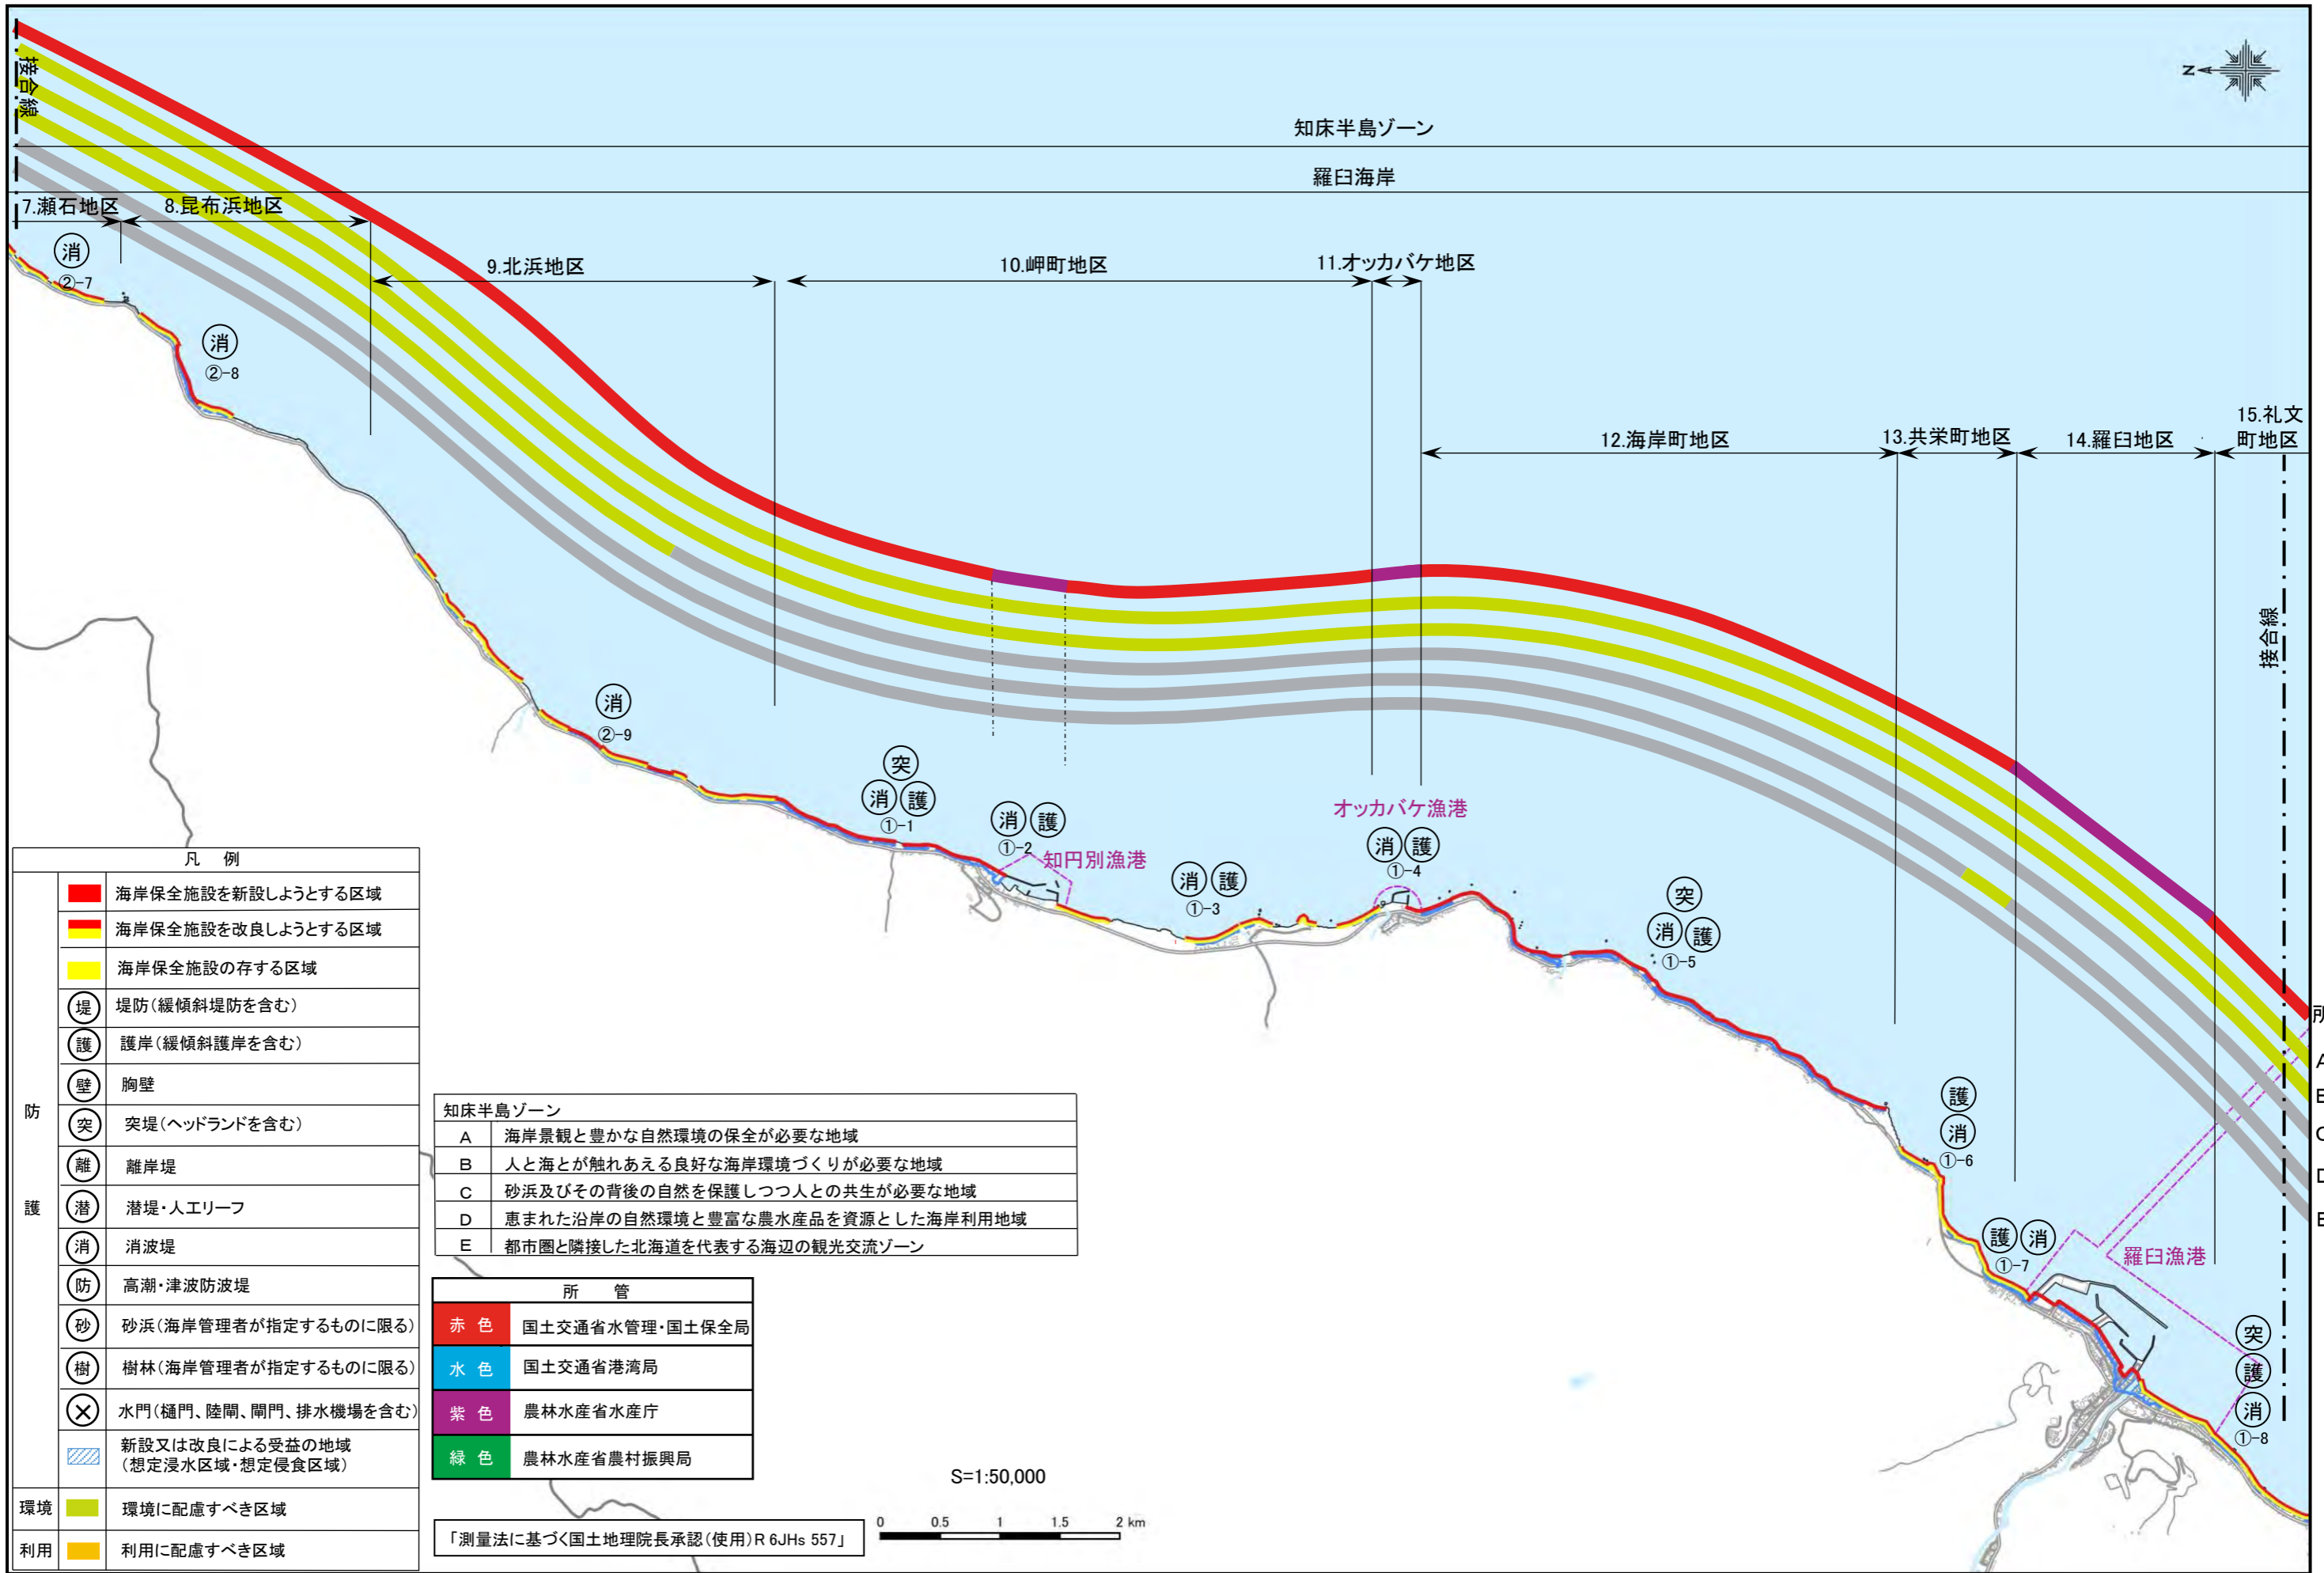 接合線
Z
知床半島ゾーン
羅臼海岸
7.瀬石地区
8.昆布浜地区
9.北浜地区
10.岬町地区
11.オッカバケ地区
12.海岸町地区
13.共栄町地区
14.羅臼地区
15.礼文
町地区
消
②-7
消
②-8
消
②-9
突
消 護
①-1
消 護
①-2
知円別漁港
消 護
①-3
オッカバケ漁港
消 護
①-4
突
消 護
①-5
護
消
①-6
護 消
①-7
羅臼漁港
突
護
消
①-8
接合線
A
C
凡 例
防
護
海岸保全施設を新設しようとする区域
海岸保全施設を改良しようとする区域
海岸保全施設の存する区域
堤 堤防(緩傾斜堤防を含む)
護 護岸(緩傾斜護岸を含む)
壁 胸壁
突 突堤(ヘッドランドを含む)
離 離岸堤
潜 潜堤・人工リーフ
消 消波堤
防 高潮・津波防波堤
砂 砂浜(海岸管理者が指定するものに限る)
樹 樹林(海岸管理者が指定するものに限る)
水門(樋門、陸閘、閘門、排水機場を含む)
新設又は改良による受益の地域
(想定浸水区域・想定侵食区域)
環境 環境に配慮すべき区域
利用 利用に配慮すべき区域
知床半島ゾーン
A 海岸景観と豊かな自然環境の保全が必要な地域
B 人と海とが触れあえる良好な海岸環境づくりが必要な地域
C 砂浜及びその背後の自然を保護しつつ人との共生が必要な地域
D 恵まれた沿岸の自然環境と豊富な農水産品を資源とした海岸利用地域
E 都市圏と隣接した北海道を代表する海辺の観光交流ゾーン
所 管
赤 色 国土交通省水管理・国土保全局
水 色 国土交通省港湾局
紫 色 農林水産省水産庁
緑 色 農林水産省農村振興局
「測量法に基づく国土地理院長承認(使用)R 6JHs 557」
S=1:50,000
0 0.5 1 1.5 2 km